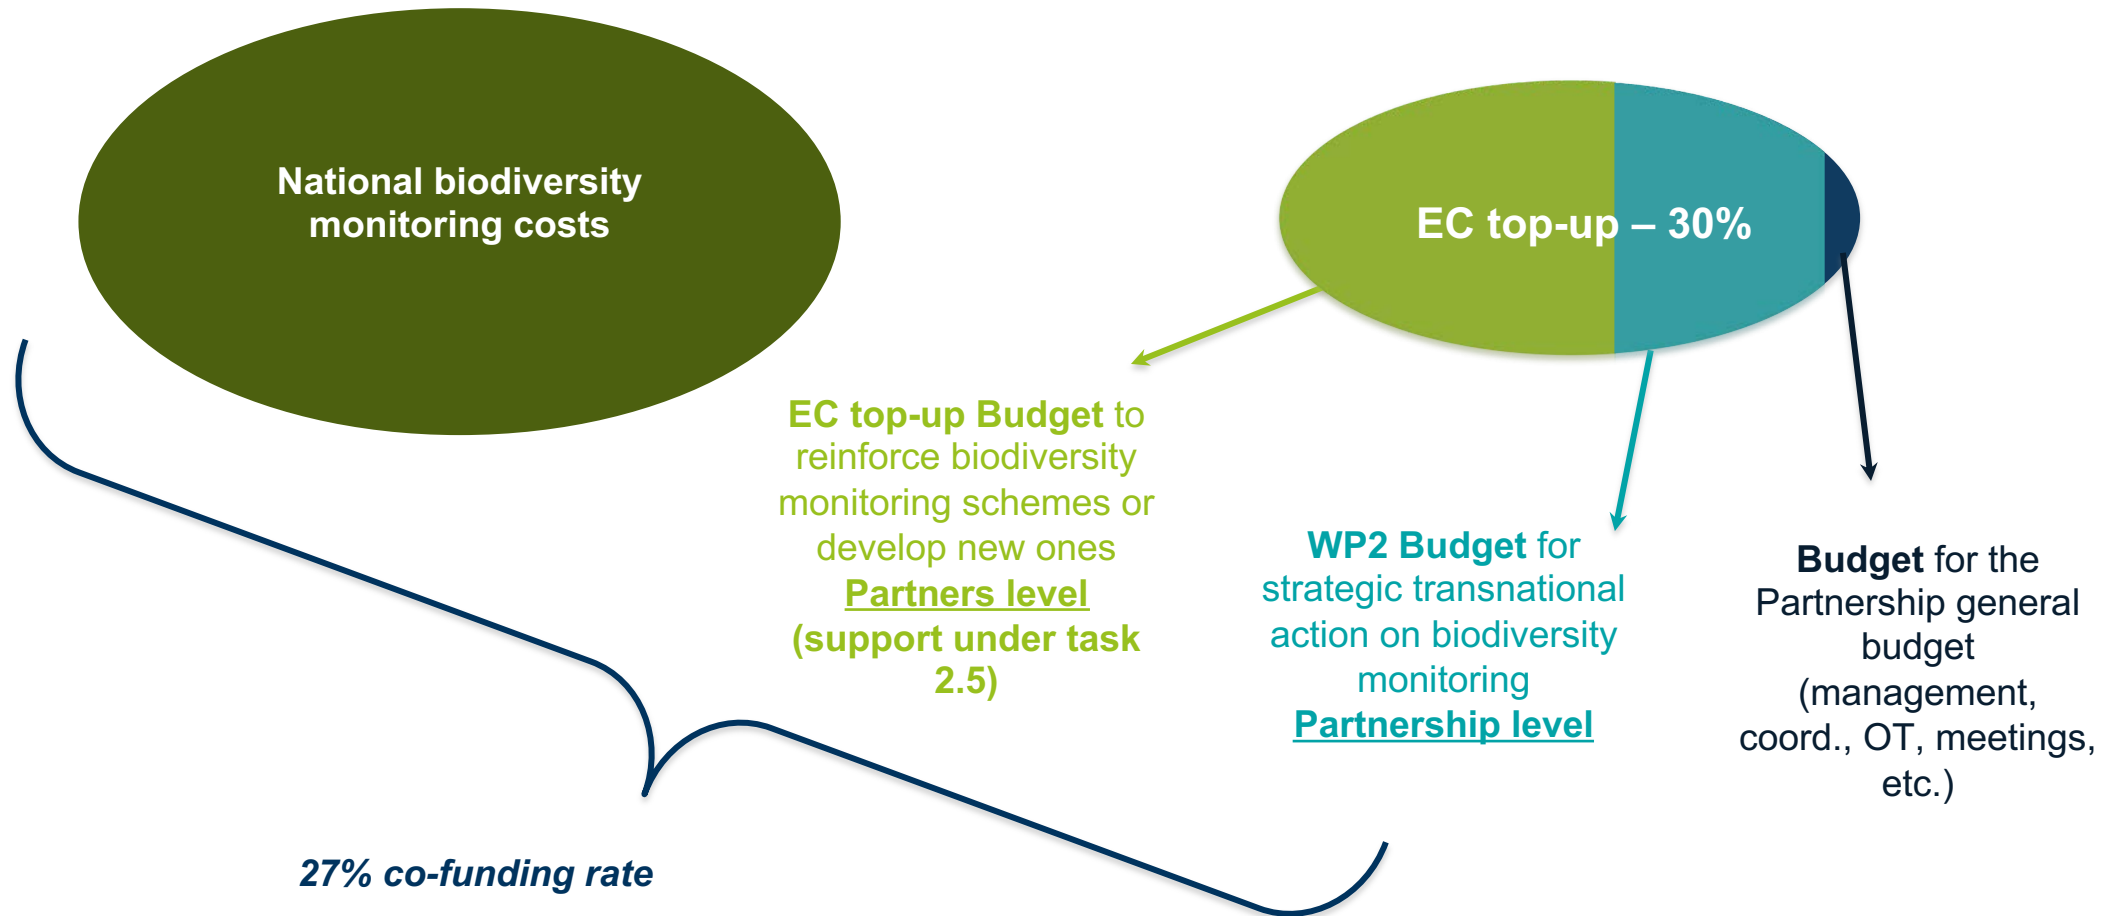 National biodiversity
monitoring costs
EC top-up – 30%
EC top-up Budget to
reinforce biodiversity
monitoring schemes or
develop new ones
Partners level
(support under task
2.5)
WP2 Budget for
strategic transnational
action on biodiversity
monitoring
Partnership level
Budget for the
Partnership general
budget
(management,
coord., OT, meetings,
etc.)
27% co-funding rate